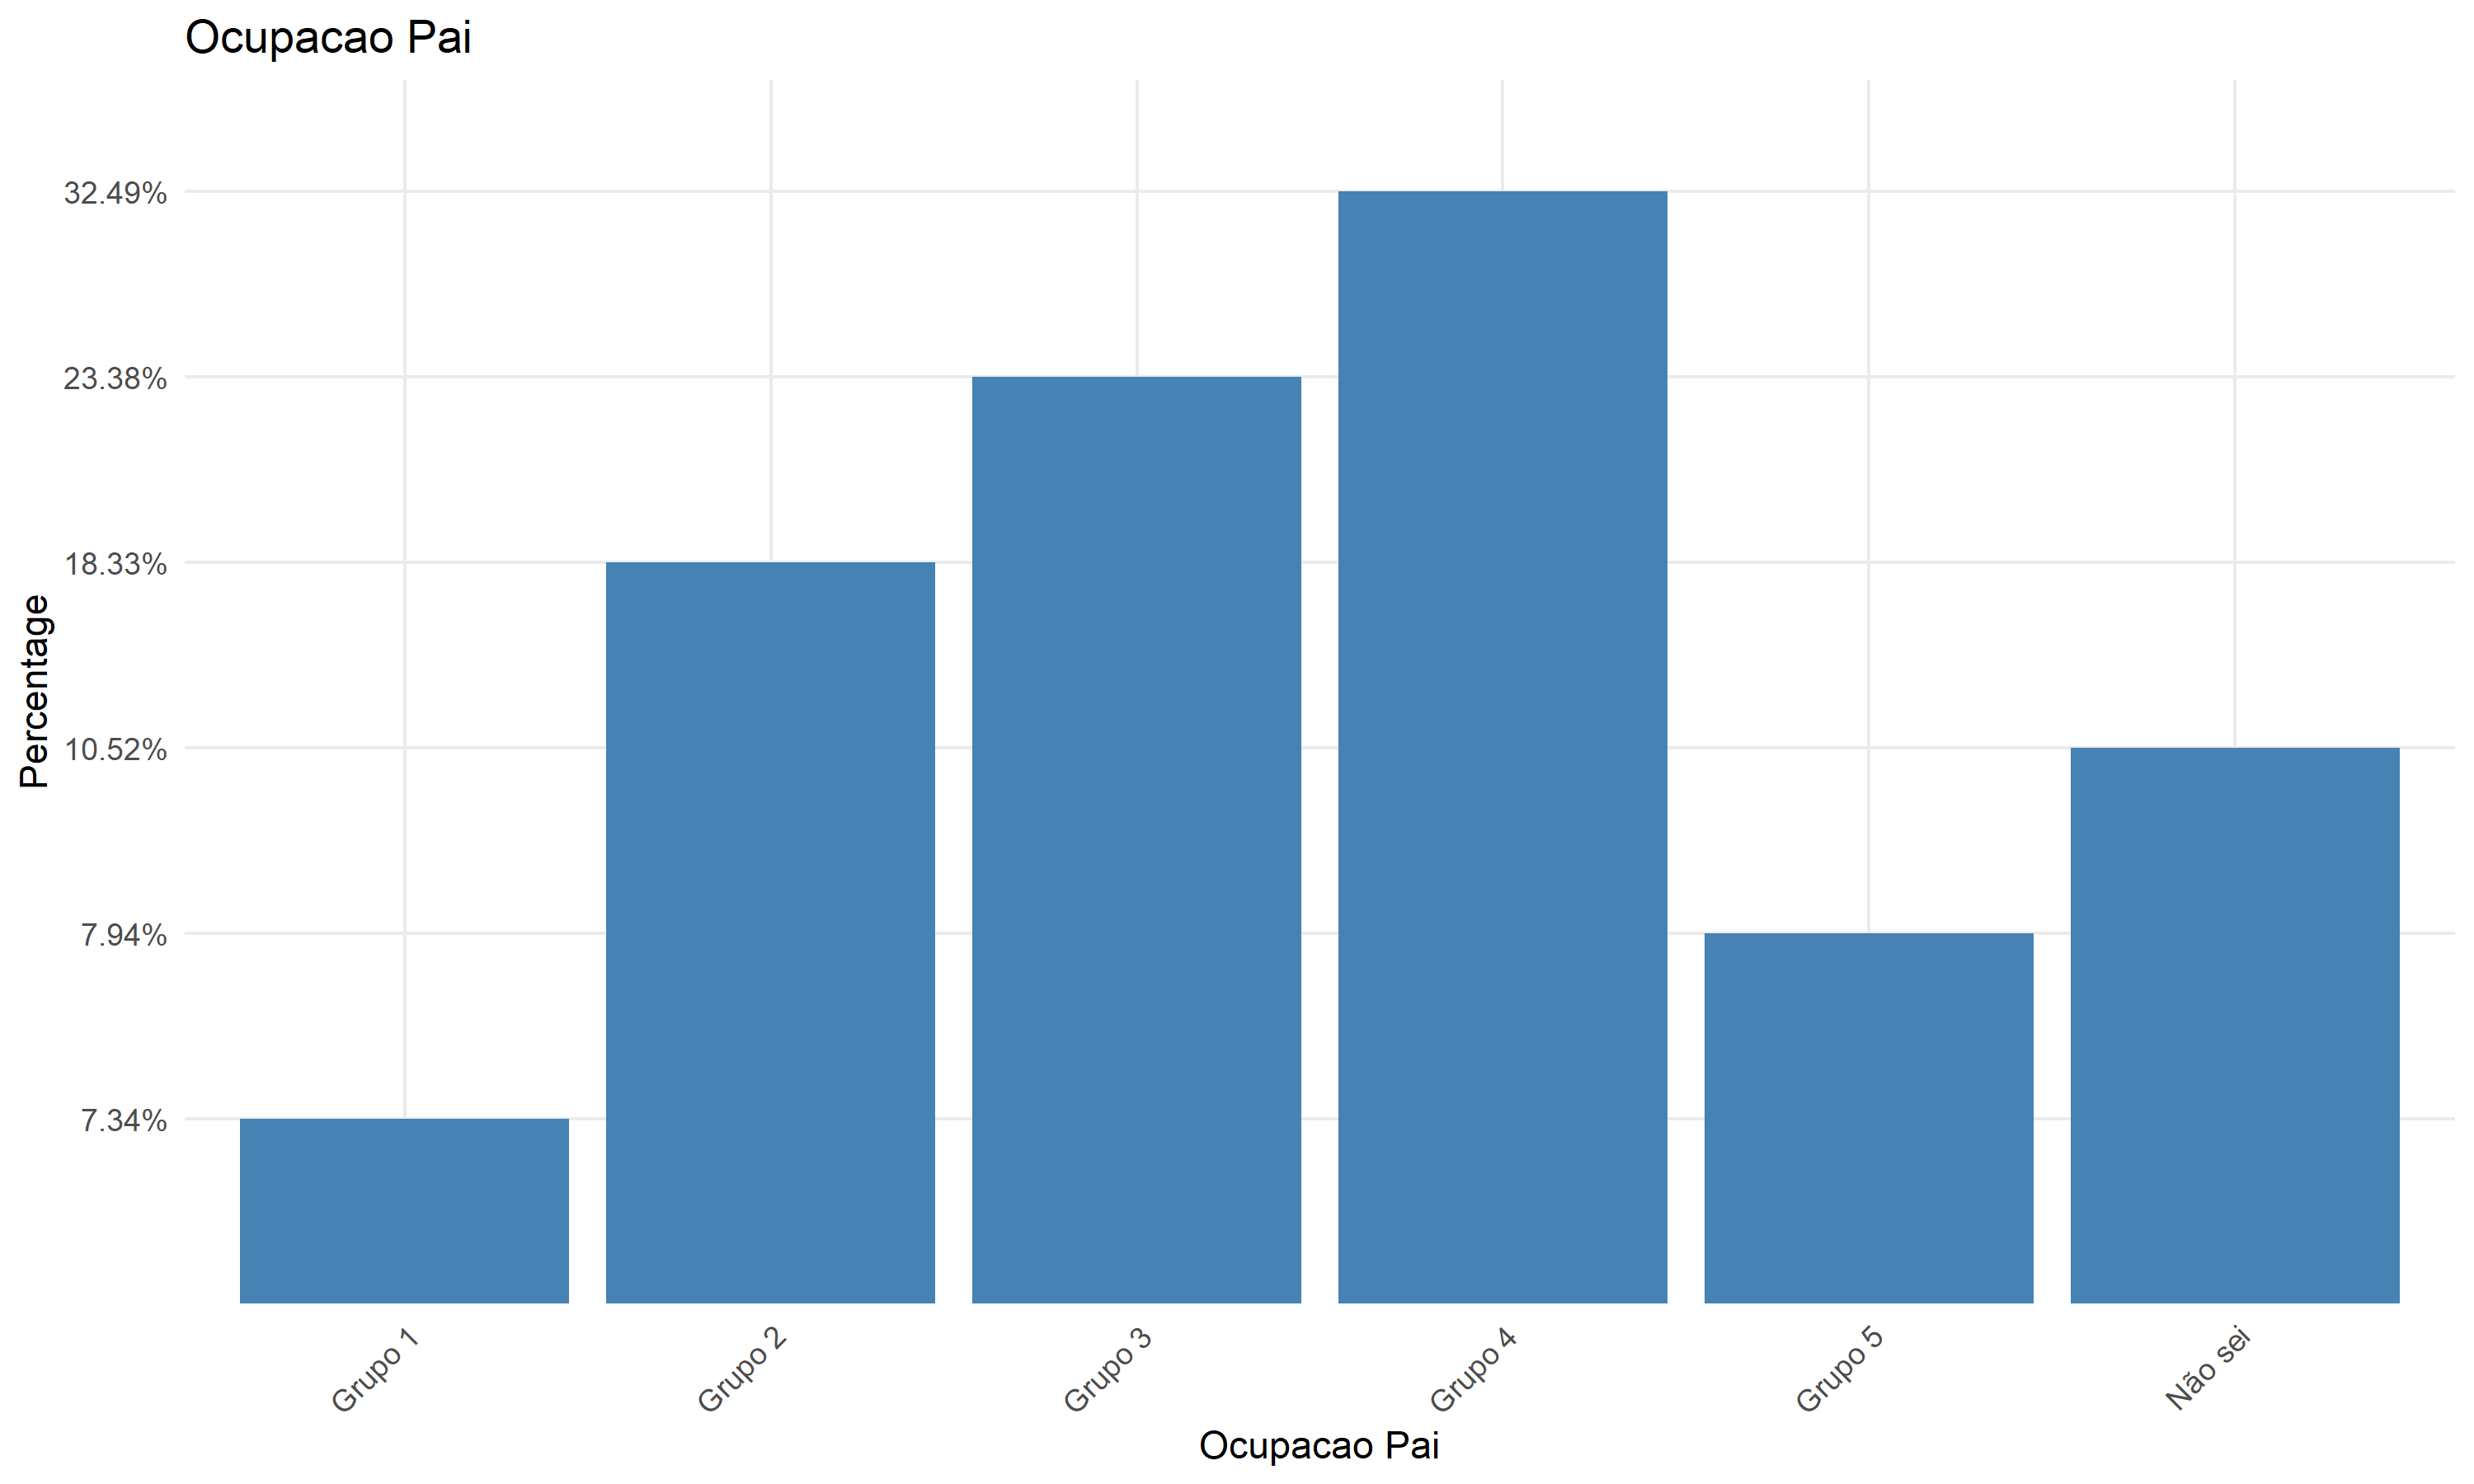 Ocupacao Pai
Percentage
32.49%
23.38%
18.33%
10.52%
7.94%
7.34%
Grupo 1
Grupo 2
Grupo 3
Grupo 4
Grupo 5
Não sei
Ocupacao Pai